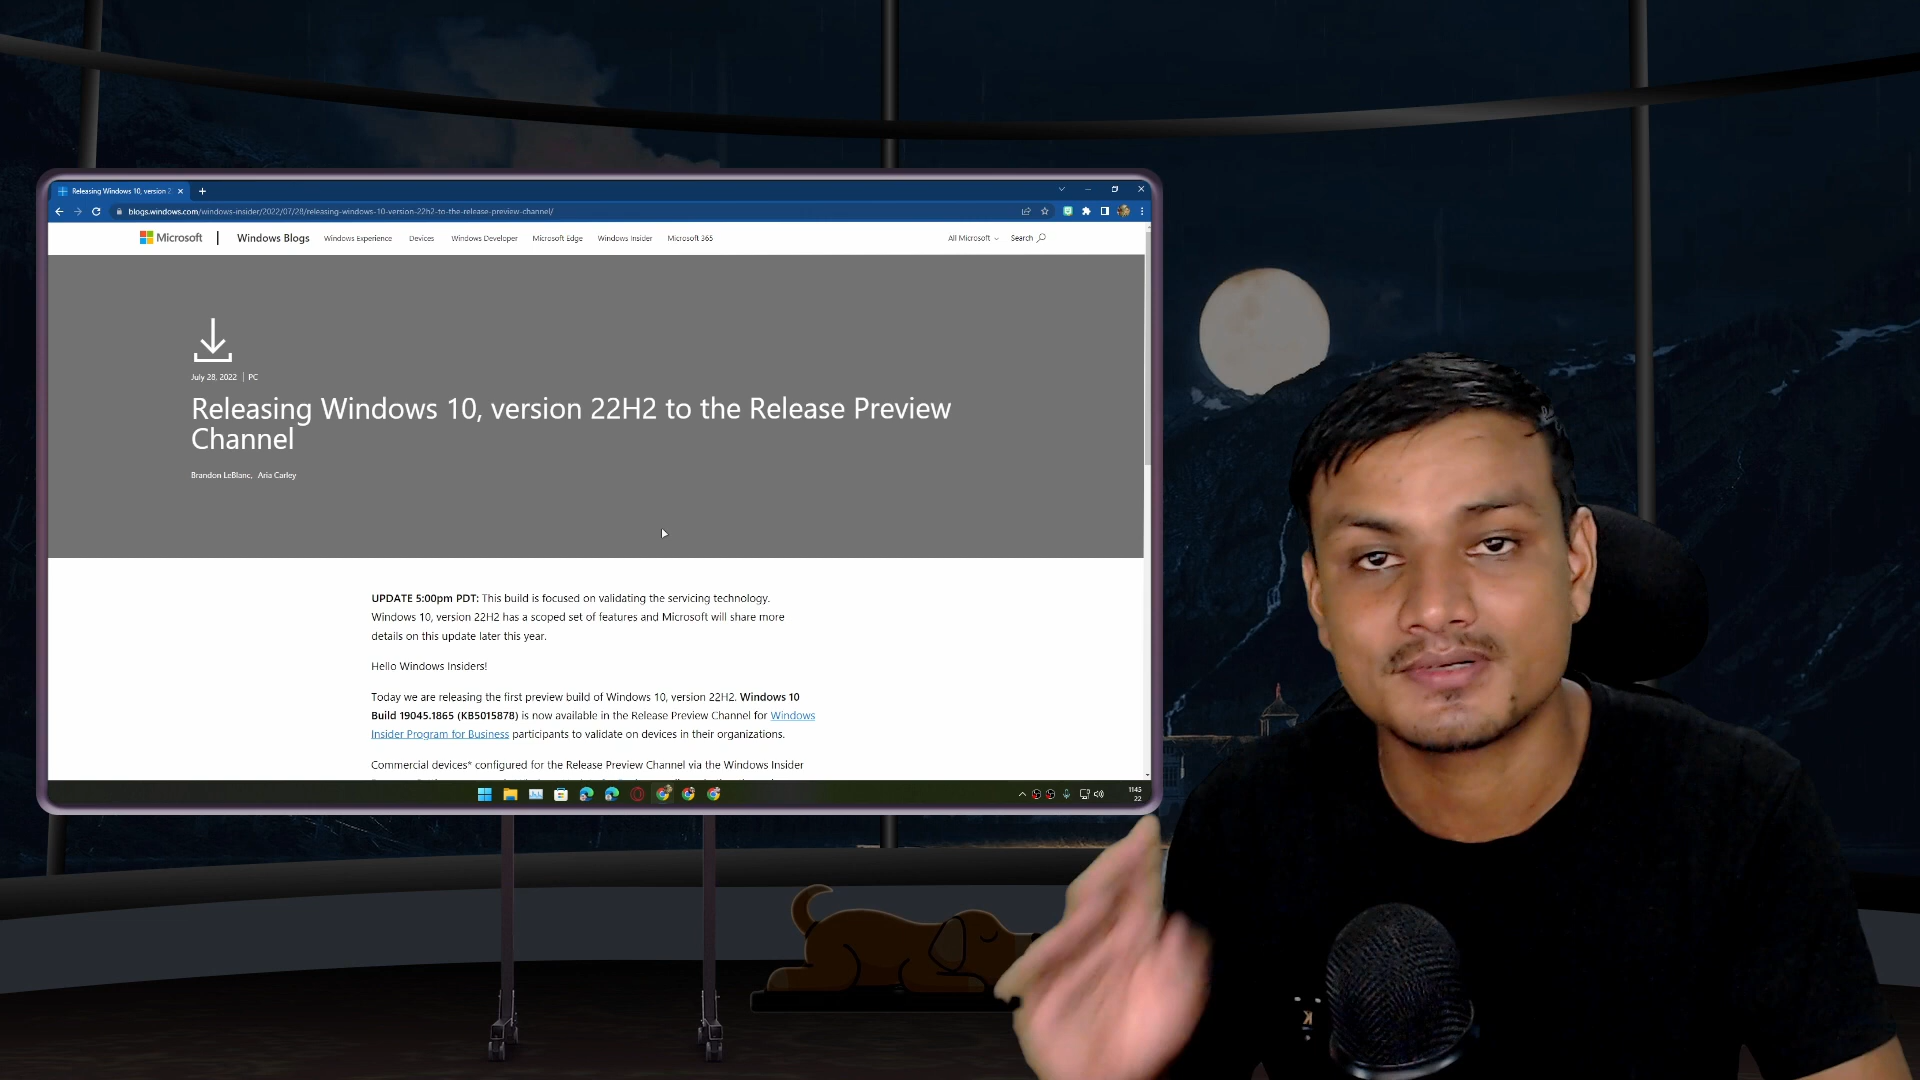 Releasing Windows 10, version 2
blogs.windows.com/windows-insider/2022/07/28/releasing-windows-10-version-22h2-to-the-release-preview-channel/
Microsoft | Windows Blogs Windows Experience Devices Windows Developer Microsoft Edge Windows Insider Microsoft 365 All Microsoft Search
July 28, 2022 | PC
Releasing Windows 10, version 22H2 to the Release Preview
Channel
Brandon LeBlanc, Aria Carley
UPDATE 5:00pm PDT: This build is focused on validating the servicing technology.
Windows 10, version 22H2 has a scoped set of features and Microsoft will share more
details on this update later this year.
Hello Windows Insiders!
Today we are releasing the first preview build of Windows 10, version 22H2. Windows 10
Build 19045.1865 (KB5015878) is now available in the Release Preview Channel for Windows
Insider Program for Business participants to validate on devices in their organizations.
Commercial devices* configured for the Release Preview Channel via the Windows Insider
1145
22
K